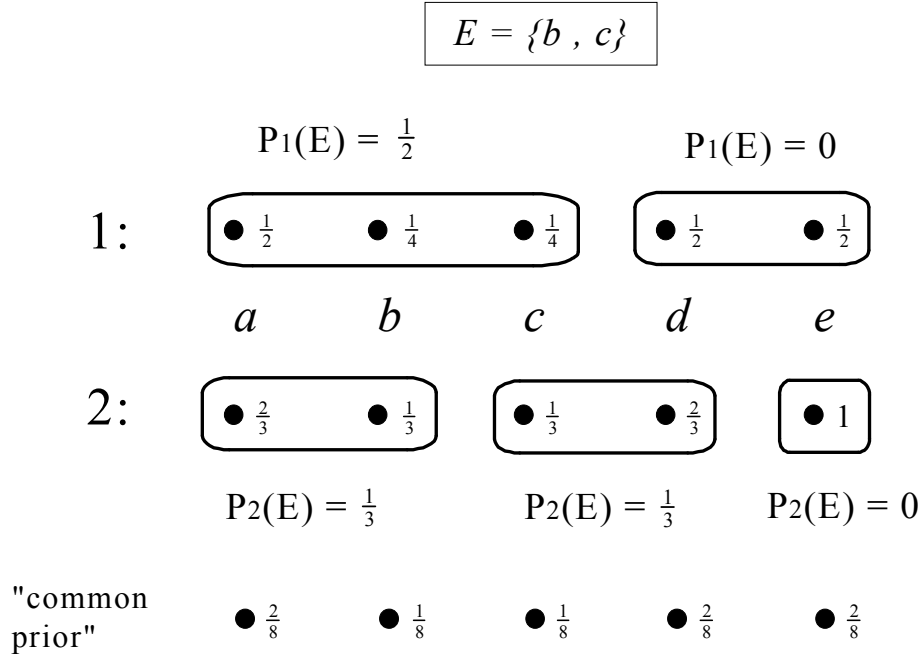 E = {b , c}
P1(E) = 1/2 P1(E) = 0
1: 1/2 1/4 1/4 1/2 1/2
a b c d e
2: 2/3 1/3 1/3 2/3 1
P2(E) = 1/3 P2(E) = 1/3 P2(E) = 0
"common
prior" 2/8 1/8 1/8 2/8 2/8